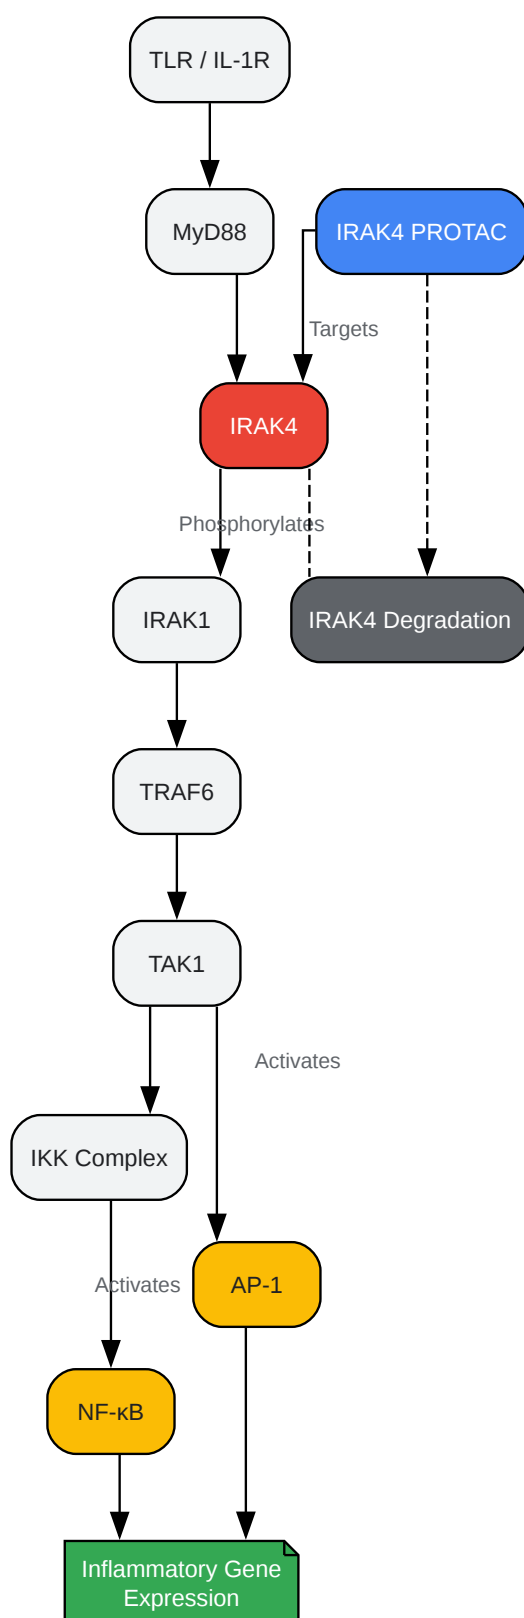 TLR / IL-1R
MyD88
IRAK4 PROTAC
Targets
IRAK4
Phosphorylates
IRAK1
IRAK4 Degradation
TRAF6
TAK1
Activates
IKK Complex
Activates
AP-1
NF-κB
Inflammatory Gene
Expression